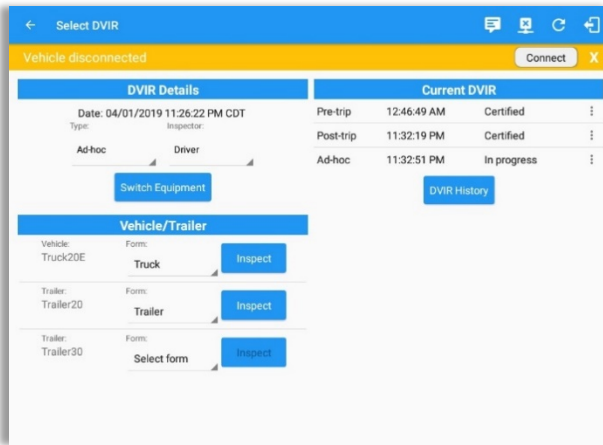 Select DVIR
Vehicle disconnected
Connect X
DVIR Details
Date: 04/01/2019 11:26:22 PM CDT
Type: Inspector:
Ad-hoc Driver
Switch Equipment
Vehicle/Trailer
Vehicle: Form:
Truck20E Truck Inspect
Trailer: Form:
Trailer20 Trailer Inspect
Trailer: Form:
Trailer30 Select form Inspect
Current DVIR
Pre-trip 12:46:49 AM Certified
Post-trip 11:32:19 PM Certified
Ad-hoc 11:32:51 PM In progress
DVIR History